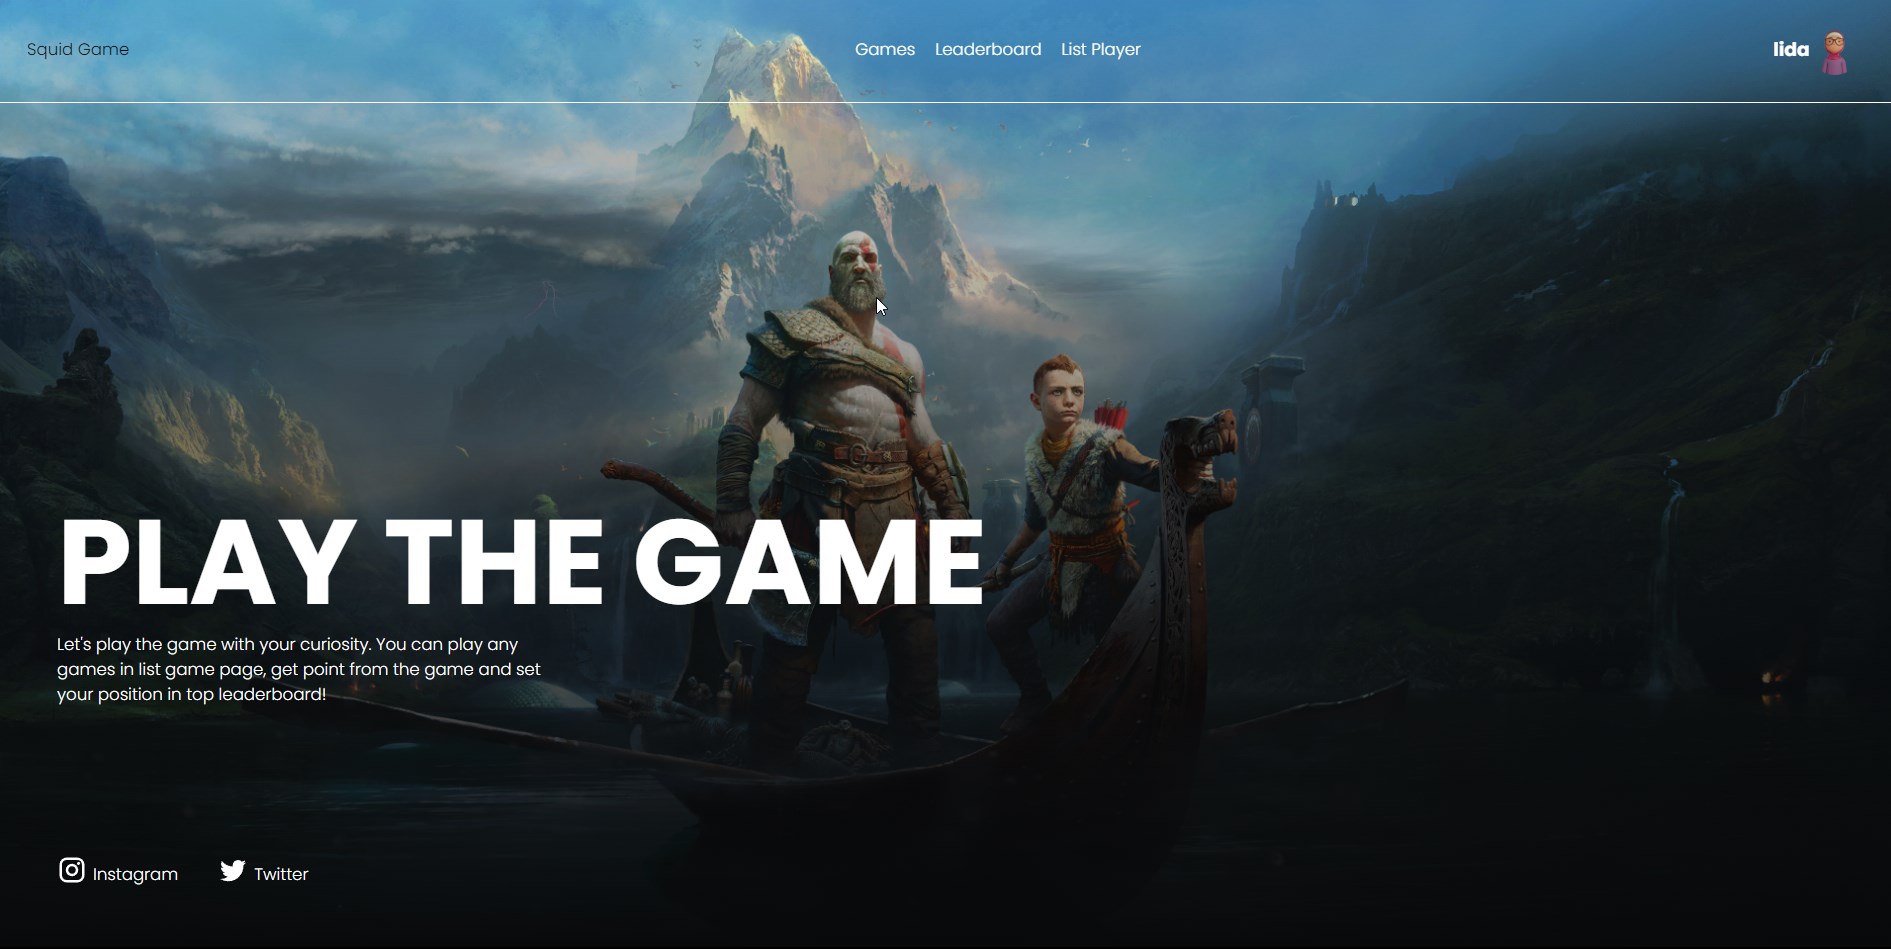 Squid Game
Games
Leaderboard
List Player
lida
PLAY THE GAME
Let's play the game with your curiosity. You can play any
games in list game page, get point from the game and set
your position in top leaderboard!
Instagram
Twitter